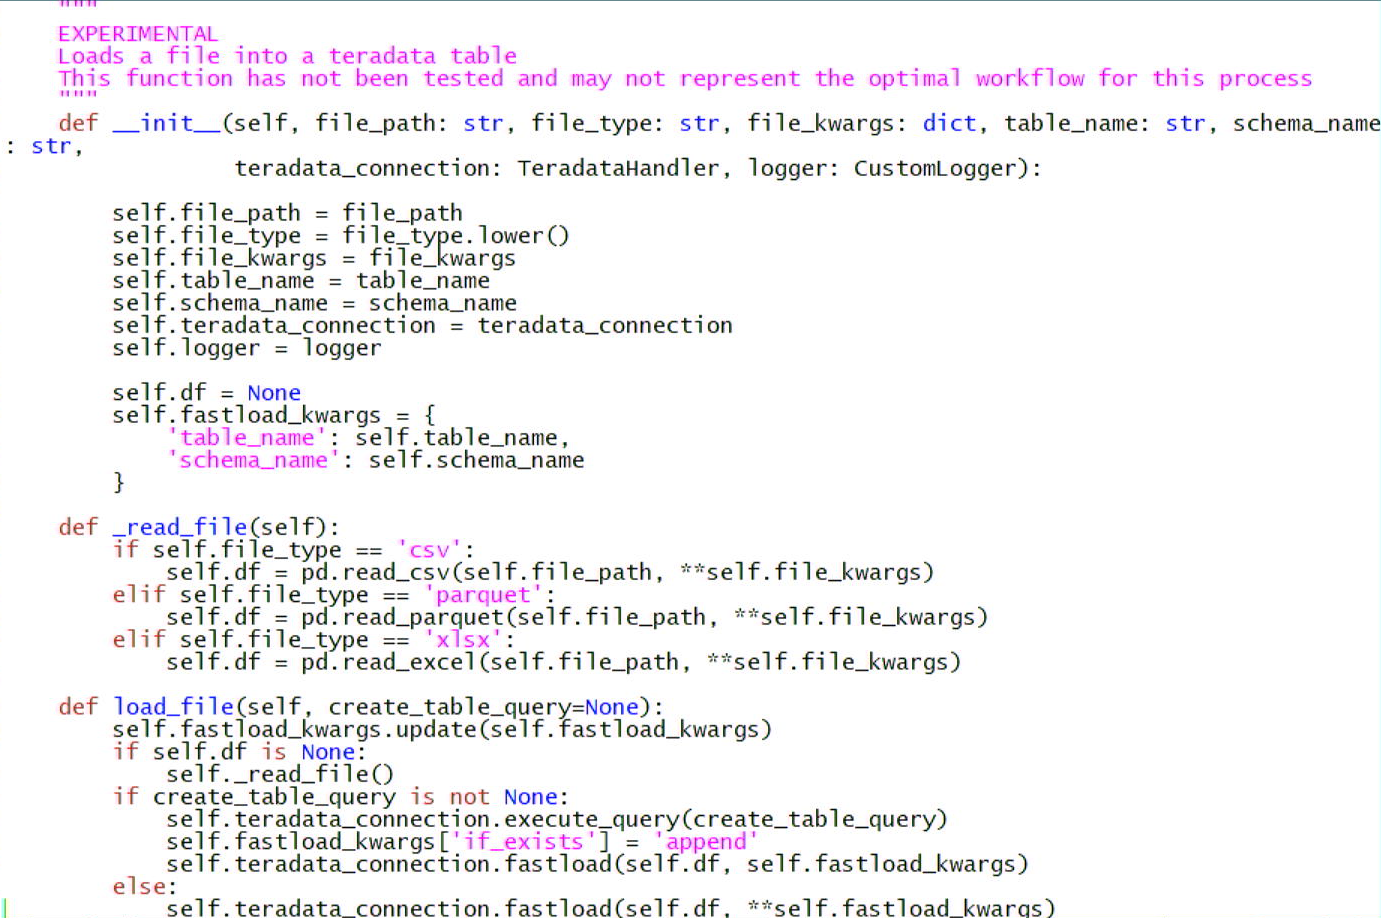 """
    EXPERIMENTAL
    Loads a file into a teradata table
    This function has not been tested and may not represent the optimal workflow for this process
    """
    def __init__(self, file_path: str, file_type: str, file_kwargs: dict, table_name: str, schema_name
: str,
                 teradata_connection: TeradataHandler, logger: CustomLogger):
        self.file_path = file_path
        self.file_type = file_type.lower()
        self.file_kwargs = file_kwargs
        self.table_name = table_name
        self.schema_name = schema_name
        self.teradata_connection = teradata_connection
        self.logger = logger
        self.df = None
        self.fastload_kwargs = {
            'table_name': self.table_name,
            'schema_name': self.schema_name
        }
    def _read_file(self):
        if self.file_type == 'csv':
            self.df = pd.read_csv(self.file_path, **self.file_kwargs)
        elif self.file_type == 'parquet':
            self.df = pd.read_parquet(self.file_path, **self.file_kwargs)
        elif self.file_type == 'xlsx':
            self.df = pd.read_excel(self.file_path, **self.file_kwargs)
    def load_file(self, create_table_query=None):
        self.fastload_kwargs.update(self.fastload_kwargs)
        if self.df is None:
            self._read_file()
        if create_table_query is not None:
            self.teradata_connection.execute_query(create_table_query)
            self.fastload_kwargs['if_exists'] = 'append'
            self.teradata_connection.fastload(self.df, self.fastload_kwargs)
        else:
            self.teradata_connection.fastload(self.df, **self.fastload_kwargs)